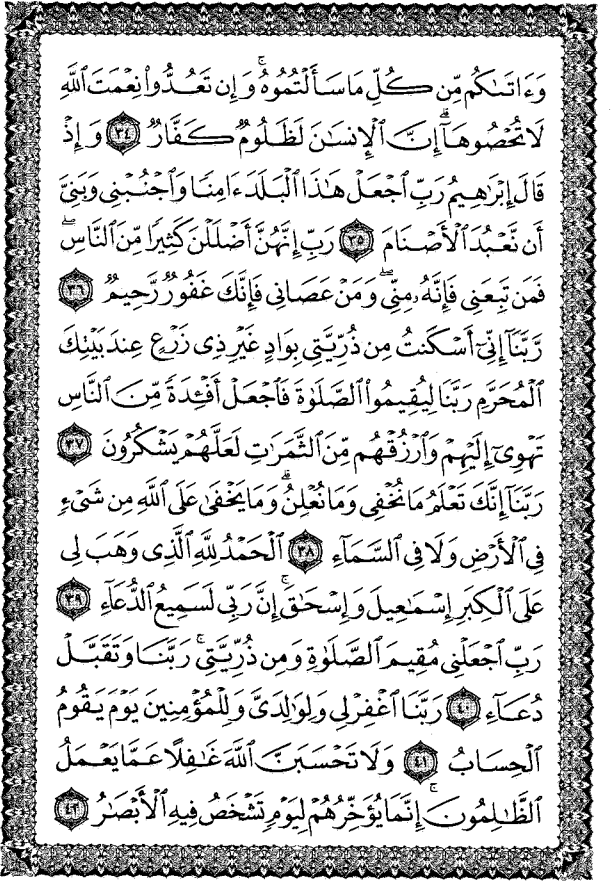 وَءَاتَىٰكُم مِّن كُلِّ مَا سَأَلْتُمُوهُ ۚ وَإِن تَعُدُّوا۟ نِعْمَتَ ٱللَّهِ
لَا تُحْصُوهَآ ۗ إِنَّ ٱلْإِنسَٰنَ لَظَلُومٌ كَفَّارٌ ٣٤ وَإِذْ
قَالَ إِبْرَٰهِيمُ رَبِّ ٱجْعَلْ هَٰذَا ٱلْبَلَدَ ءَامِنًا وَٱجْنُبْنِى وَبَنِىَّ
أَن نَّعْبُدَ ٱلْأَصْنَامَ ٣٥ رَبِّ إِنَّهُنَّ أَضْلَلْنَ كَثِيرًا مِّنَ ٱلنَّاسِ ۖ
فَمَن تَبِعَنِى فَإِنَّهُۥ مِنِّى ۖ وَمَنْ عَصَانِى فَإِنَّكَ غَفُورٌ رَّحِيمٌ ٣٦
رَّبَّنَآ إِنِّىٓ أَسْكَنتُ مِن ذُرِّيَّتِى بِوَادٍ غَيْرِ ذِى زَرْعٍ عِندَ بَيْتِكَ
ٱلْمُحَرَّمِ رَبَّنَا لِيُقِيمُوا۟ ٱلصَّلَوٰةَ فَٱجْعَلْ أَفْـِٔدَةً مِّنَ ٱلنَّاسِ
تَهْوِىٓ إِلَيْهِمْ وَٱرْزُقْهُم مِّنَ ٱلثَّمَرَٰتِ لَعَلَّهُمْ يَشْكُرُونَ ٣٧
رَبَّنَآ إِنَّكَ تَعْلَمُ مَا نُخْفِى وَمَا نُعْلِنُ ۗ وَمَا يَخْفَىٰ عَلَى ٱللَّهِ مِن شَىْءٍ
فِى ٱلْأَرْضِ وَلَا فِى ٱلسَّمَآءِ ٣٨ ٱلْحَمْدُ لِلَّهِ ٱلَّذِى وَهَبَ لِى
عَلَى ٱلْكِبَرِ إِسْمَٰعِيلَ وَإِسْحَٰقَ ۚ إِنَّ رَبِّى لَسَمِيعُ ٱلدُّعَآءِ ٣٩
رَبِّ ٱجْعَلْنِى مُقِيمَ ٱلصَّلَوٰةِ وَمِن ذُرِّيَّتِى ۚ رَبَّنَا وَتَقَبَّلْ
دُعَآءِ ٤٠ رَبَّنَا ٱغْفِرْ لِى وَلِوَٰلِدَىَّ وَلِلْمُؤْمِنِينَ يَوْمَ يَقُومُ
ٱلْحِسَابُ ٤١ وَلَا تَحْسَبَنَّ ٱللَّهَ غَٰفِلًا عَمَّا يَعْمَلُ
ٱلظَّٰلِمُونَ ۚ إِنَّمَا يُؤَخِّرُهُمْ لِيَوْمٍ تَشْخَصُ فِيهِ ٱلْأَبْصَٰرُ ٤٢